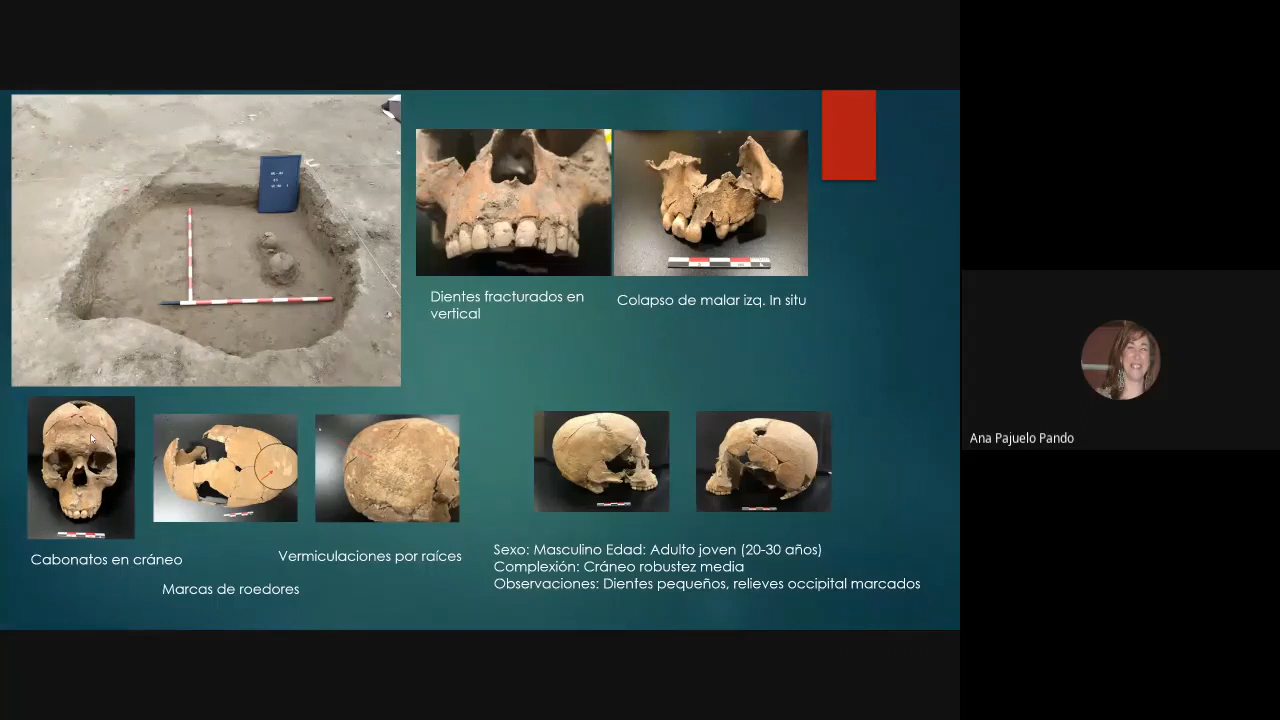 Dientes fracturados en
vertical
Colapso de malar izq. In situ
Cabonatos en cráneo
Marcas de roedores
Vermiculaciones por raíces
Sexo: Masculino Edad: Adulto joven (20-30 años)
Complexión: Cráneo robustez media
Observaciones: Dientes pequeños, relieves occipital marcados
Ana Pajuelo Pando